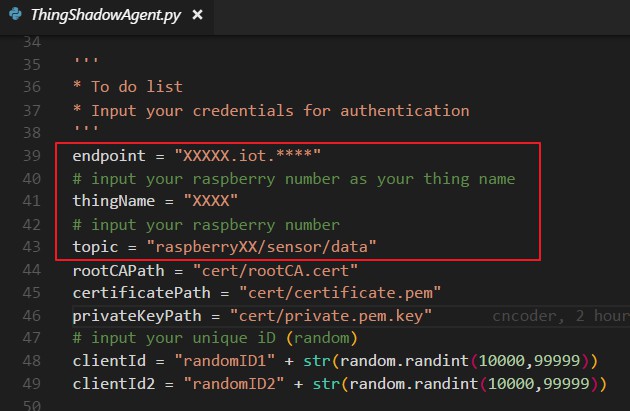 ThingShadowAgent.py ×
34
35 '''
36 * To do list
37 * Input your credentials for authentication
38 '''
39 endpoint = "XXXXX.iot.****"
40 # input your raspberry number as your thing name
41 thingName = "XXXX"
42 # input your raspberry number
43 topic = "raspberryXX/sensor/data"
44 rootCAPath = "cert/rootCA.cert"
45 certificatePath = "cert/certificate.pem"
46 privateKeyPath = "cert/private.pem.key" cncoder, 2 hour
47 # input your unique iD (random)
48 clientId = "randomID1" + str(random.randint(10000,99999))
49 clientId2 = "randomID2" + str(random.randint(10000,99999))
50